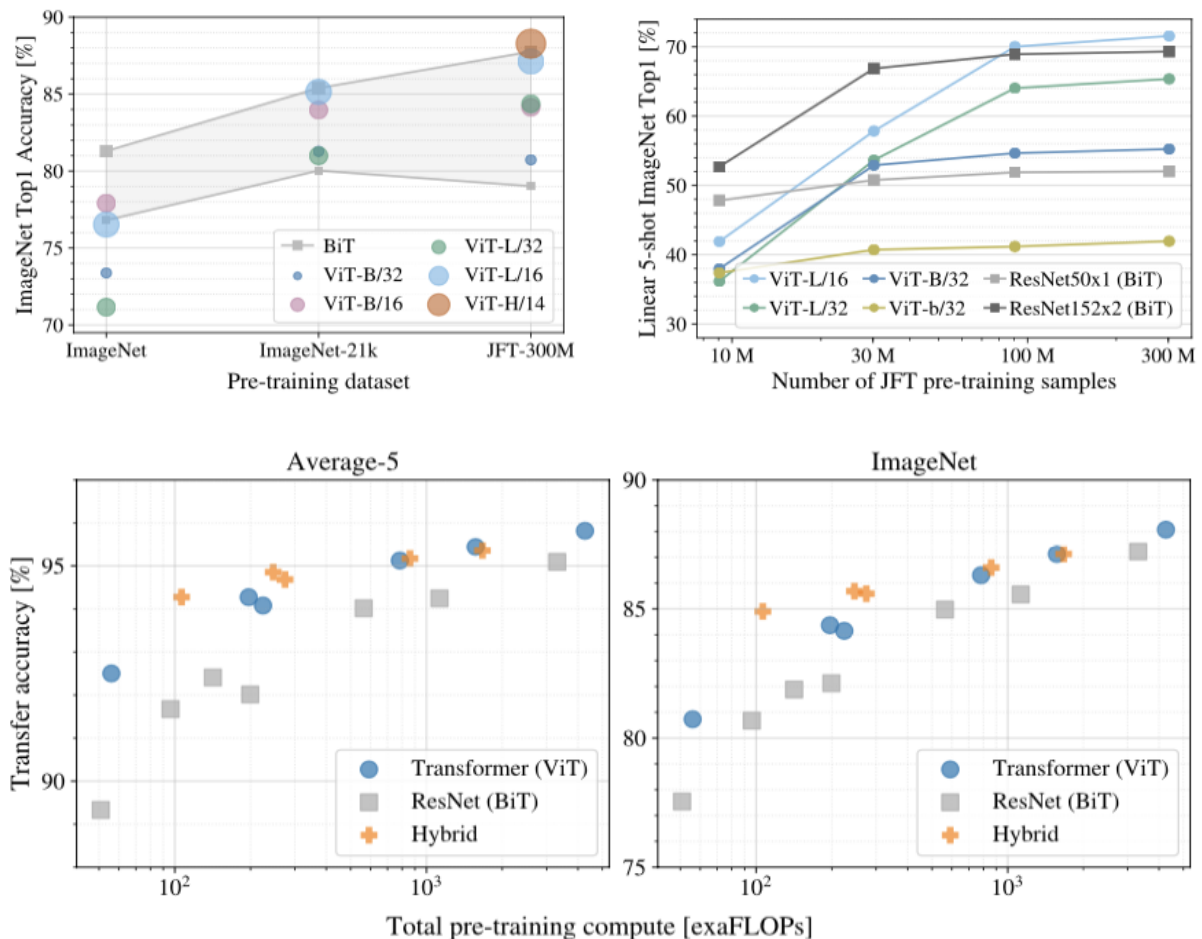 ImageNet Top1 Accuracy [%]
90
85
80
75
70
BiT
ViT-B/32
ViT-B/16
ViT-L/32
ViT-L/16
ViT-H/14
ImageNet
ImageNet-21k
JFT-300M
Pre-training dataset
Linear 5-shot ImageNet Top1 [%]
70
60
50
40
30
ViT-L/16
ViT-L/32
ViT-B/32
ViT-b/32
ResNet50x1 (BiT)
ResNet152x2 (BiT)
10 M
30 M
100 M
300 M
Number of JFT pre-training samples
Average-5
Transfer accuracy [%]
95
90
Transformer (ViT)
ResNet (BiT)
Hybrid
10²
10³
ImageNet
90
85
80
75
Transformer (ViT)
ResNet (BiT)
Hybrid
10²
10³
Total pre-training compute [exaFLOPs]